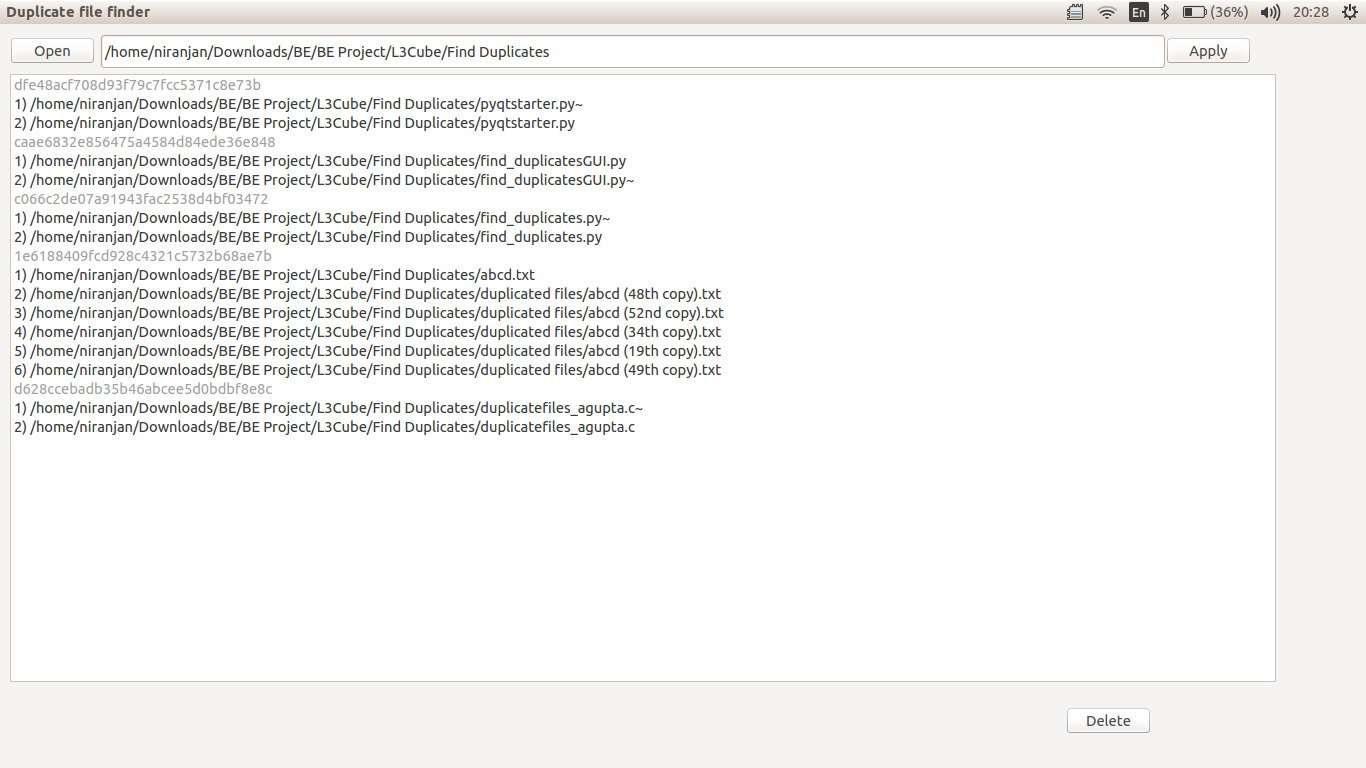 Duplicate file finder
En
(36%)
20:28
Open
/home/niranjan/Downloads/BE/BE Project/L3Cube/Find Duplicates
Apply
dfe48acf708d93f79c7fcc5371c8e73b
1) /home/niranjan/Downloads/BE/BE Project/L3Cube/Find Duplicates/pyqtstarter.py~
2) /home/niranjan/Downloads/BE/BE Project/L3Cube/Find Duplicates/pyqtstarter.py
caae6832e856475a4584d84ede36e848
1) /home/niranjan/Downloads/BE/BE Project/L3Cube/Find Duplicates/find_duplicatesGUI.py
2) /home/niranjan/Downloads/BE/BE Project/L3Cube/Find Duplicates/find_duplicatesGUI.py~
c066c2de07a91943fac2538d4bf03472
1) /home/niranjan/Downloads/BE/BE Project/L3Cube/Find Duplicates/find_duplicates.py~
2) /home/niranjan/Downloads/BE/BE Project/L3Cube/Find Duplicates/find_duplicates.py
1e6188409fcd928c4321c5732b68ae7b
1) /home/niranjan/Downloads/BE/BE Project/L3Cube/Find Duplicates/abcd.txt
2) /home/niranjan/Downloads/BE/BE Project/L3Cube/Find Duplicates/duplicated files/abcd (48th copy).txt
3) /home/niranjan/Downloads/BE/BE Project/L3Cube/Find Duplicates/duplicated files/abcd (52nd copy).txt
4) /home/niranjan/Downloads/BE/BE Project/L3Cube/Find Duplicates/duplicated files/abcd (34th copy).txt
5) /home/niranjan/Downloads/BE/BE Project/L3Cube/Find Duplicates/duplicated files/abcd (19th copy).txt
6) /home/niranjan/Downloads/BE/BE Project/L3Cube/Find Duplicates/duplicated files/abcd (49th copy).txt
d628ccebadb35b46abcee5d0bdbf8e8c
1) /home/niranjan/Downloads/BE/BE Project/L3Cube/Find Duplicates/duplicatefiles_agupta.c~
2) /home/niranjan/Downloads/BE/BE Project/L3Cube/Find Duplicates/duplicatefiles_agupta.c
Delete